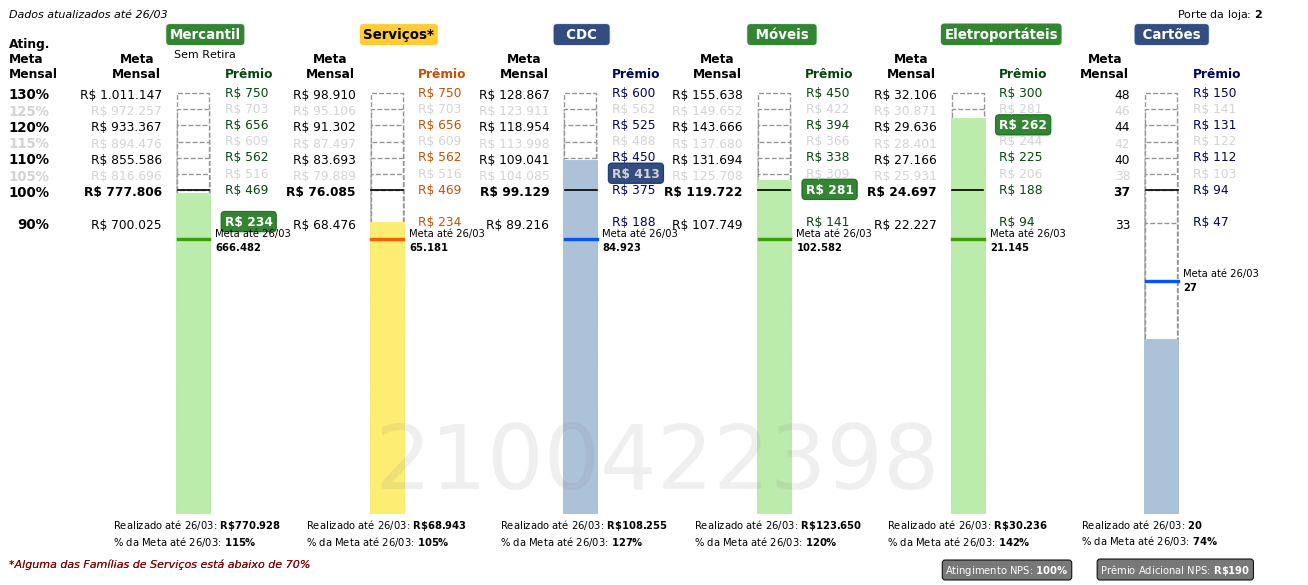 Dados atualizados até 26/03
Porte da loja: 2
Mercantil Serviços* CDC Móveis Eletroportáteis Cartões
Sem Retira
Ating. Meta Mensal
Meta Mensal Prêmio Meta Mensal Prêmio Meta Mensal Prêmio Meta Mensal Prêmio Meta Mensal Prêmio Meta Mensal Prêmio
130% R$ 1.011.147 R$ 750 R$ 98.910 R$ 750 R$ 128.867 R$ 600 R$ 155.638 R$ 450 R$ 32.106 R$ 300 48 R$ 150
125% R$ 972.257 R$ 703 R$ 95.106 R$ 703 R$ 123.911 R$ 562 R$ 149.652 R$ 422 R$ 30.871 R$ 281 46 R$ 141
120% R$ 933.367 R$ 656 R$ 91.302 R$ 656 R$ 118.954 R$ 525 R$ 143.666 R$ 394 R$ 29.636 R$ 262 44 R$ 131
115% R$ 894.476 R$ 609 R$ 87.497 R$ 609 R$ 113.998 R$ 488 R$ 137.680 R$ 366 R$ 28.401 R$ 244 42 R$ 122
110% R$ 855.586 R$ 562 R$ 83.693 R$ 562 R$ 109.041 R$ 450 R$ 131.694 R$ 338 R$ 27.166 R$ 225 40 R$ 112
105% R$ 816.696 R$ 516 R$ 79.889 R$ 516 R$ 104.085 R$ 413 R$ 125.708 R$ 309 R$ 25.931 R$ 206 38 R$ 103
100% R$ 777.806 R$ 469 R$ 76.085 R$ 469 R$ 99.129 R$ 375 R$ 119.722 R$ 281 R$ 24.697 R$ 188 37 R$ 94
90% R$ 700.025 R$ 234 R$ 68.476 R$ 234 R$ 89.216 R$ 188 R$ 107.749 R$ 141 R$ 22.227 R$ 94 33 R$ 47
Meta até 26/03 Meta até 26/03 Meta até 26/03 Meta até 26/03 Meta até 26/03
666.482 65.181 84.923 102.582 21.145
Meta até 26/03
27
2100422398
Realizado até 26/03: R$770.928 Realizado até 26/03: R$68.943 Realizado até 26/03: R$108.255 Realizado até 26/03: R$123.650 Realizado até 26/03: R$30.236 Realizado até 26/03: 20
% da Meta até 26/03: 115% % da Meta até 26/03: 105% % da Meta até 26/03: 127% % da Meta até 26/03: 120% % da Meta até 26/03: 142% % da Meta até 26/03: 74%
*Alguma das Famílias de Serviços está abaixo de 70%
Atingimento NPS: 100% Prêmio Adicional NPS: R$190